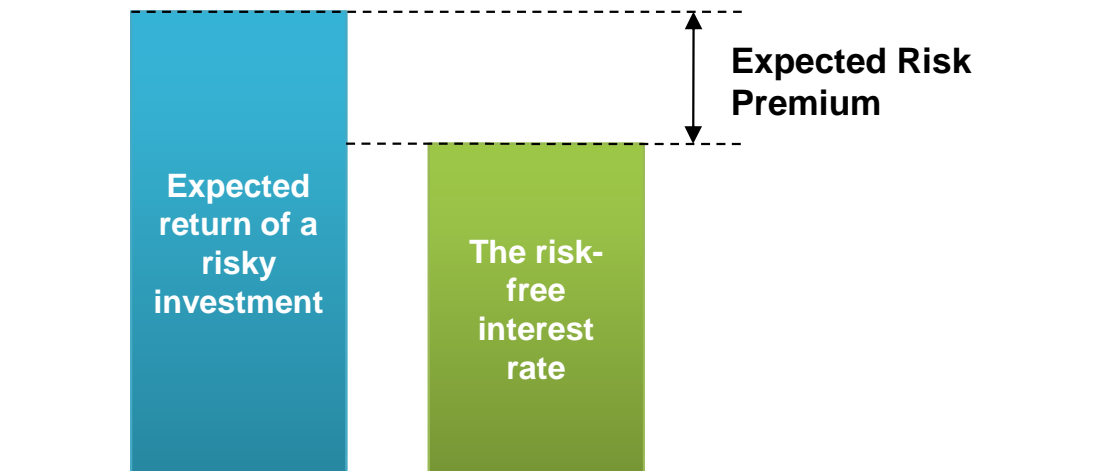 Expected Risk
Premium
Expected
return of a
risky
investment
The risk-
free
interest
rate